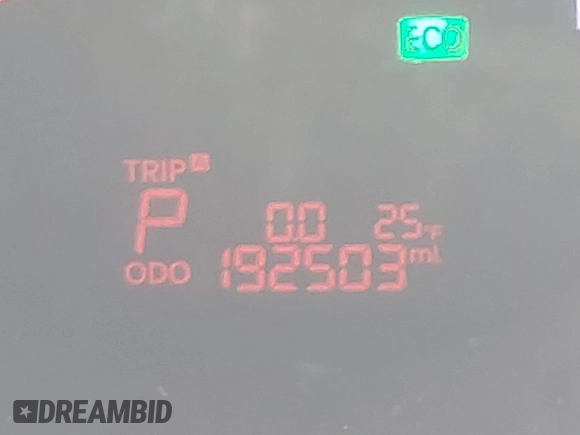 ECO
TRIP A
P 0.0 25°F
ODO 192503 mi.
DREAMBID